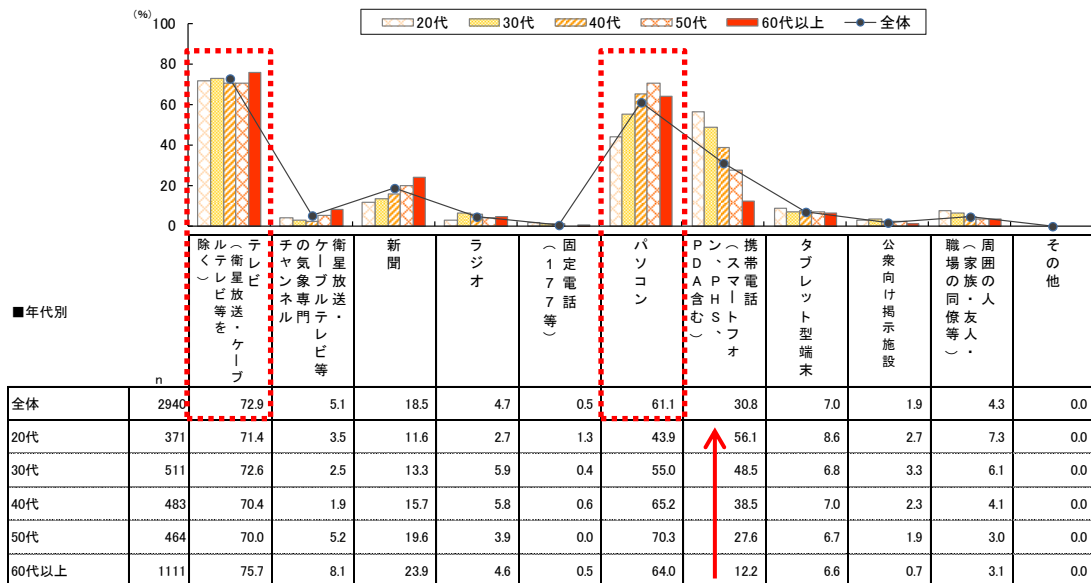 (%)
20代 30代 40代 50代 60代以上 全体
100
80
60
40
20
0
■年代別
n
テレビ
(衛星放送・ケーブ
ルテレビ等を
除く)
衛星放送・
ケーブルテレビ等
の気象専門
チャンネル
新聞
ラジオ
固定電話
(177等)
パソコン
携帯電話
(スマートフォ
ン、PHS、
PDA含む)
タブレット型端末
公衆向け掲示施設
周囲の人
(家族・友人・
職場の同僚等)
その他
全体 2940 72.9 5.1 18.5 4.7 0.5 61.1 30.8 7.0 1.9 4.3 0.0
20代 371 71.4 3.5 11.6 2.7 1.3 43.9 56.1 8.6 2.7 7.3 0.0
30代 511 72.6 2.5 13.3 5.9 0.4 55.0 48.5 6.8 3.3 6.1 0.0
40代 483 70.4 1.9 15.7 5.8 0.6 65.2 38.5 7.0 2.3 4.1 0.0
50代 464 70.0 5.2 19.6 3.9 0.0 70.3 27.6 6.7 1.9 3.0 0.0
60代以上 1111 75.7 8.1 23.9 4.6 0.5 64.0 12.2 6.6 0.7 3.1 0.0